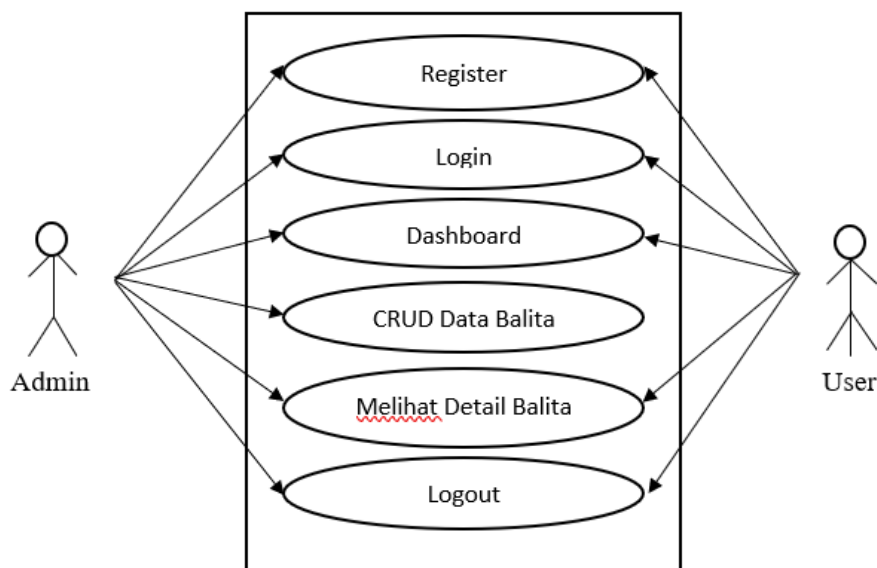 Register
Login
Dashboard
CRUD Data Balita
Melihat Detail Balita
Logout
Admin
User